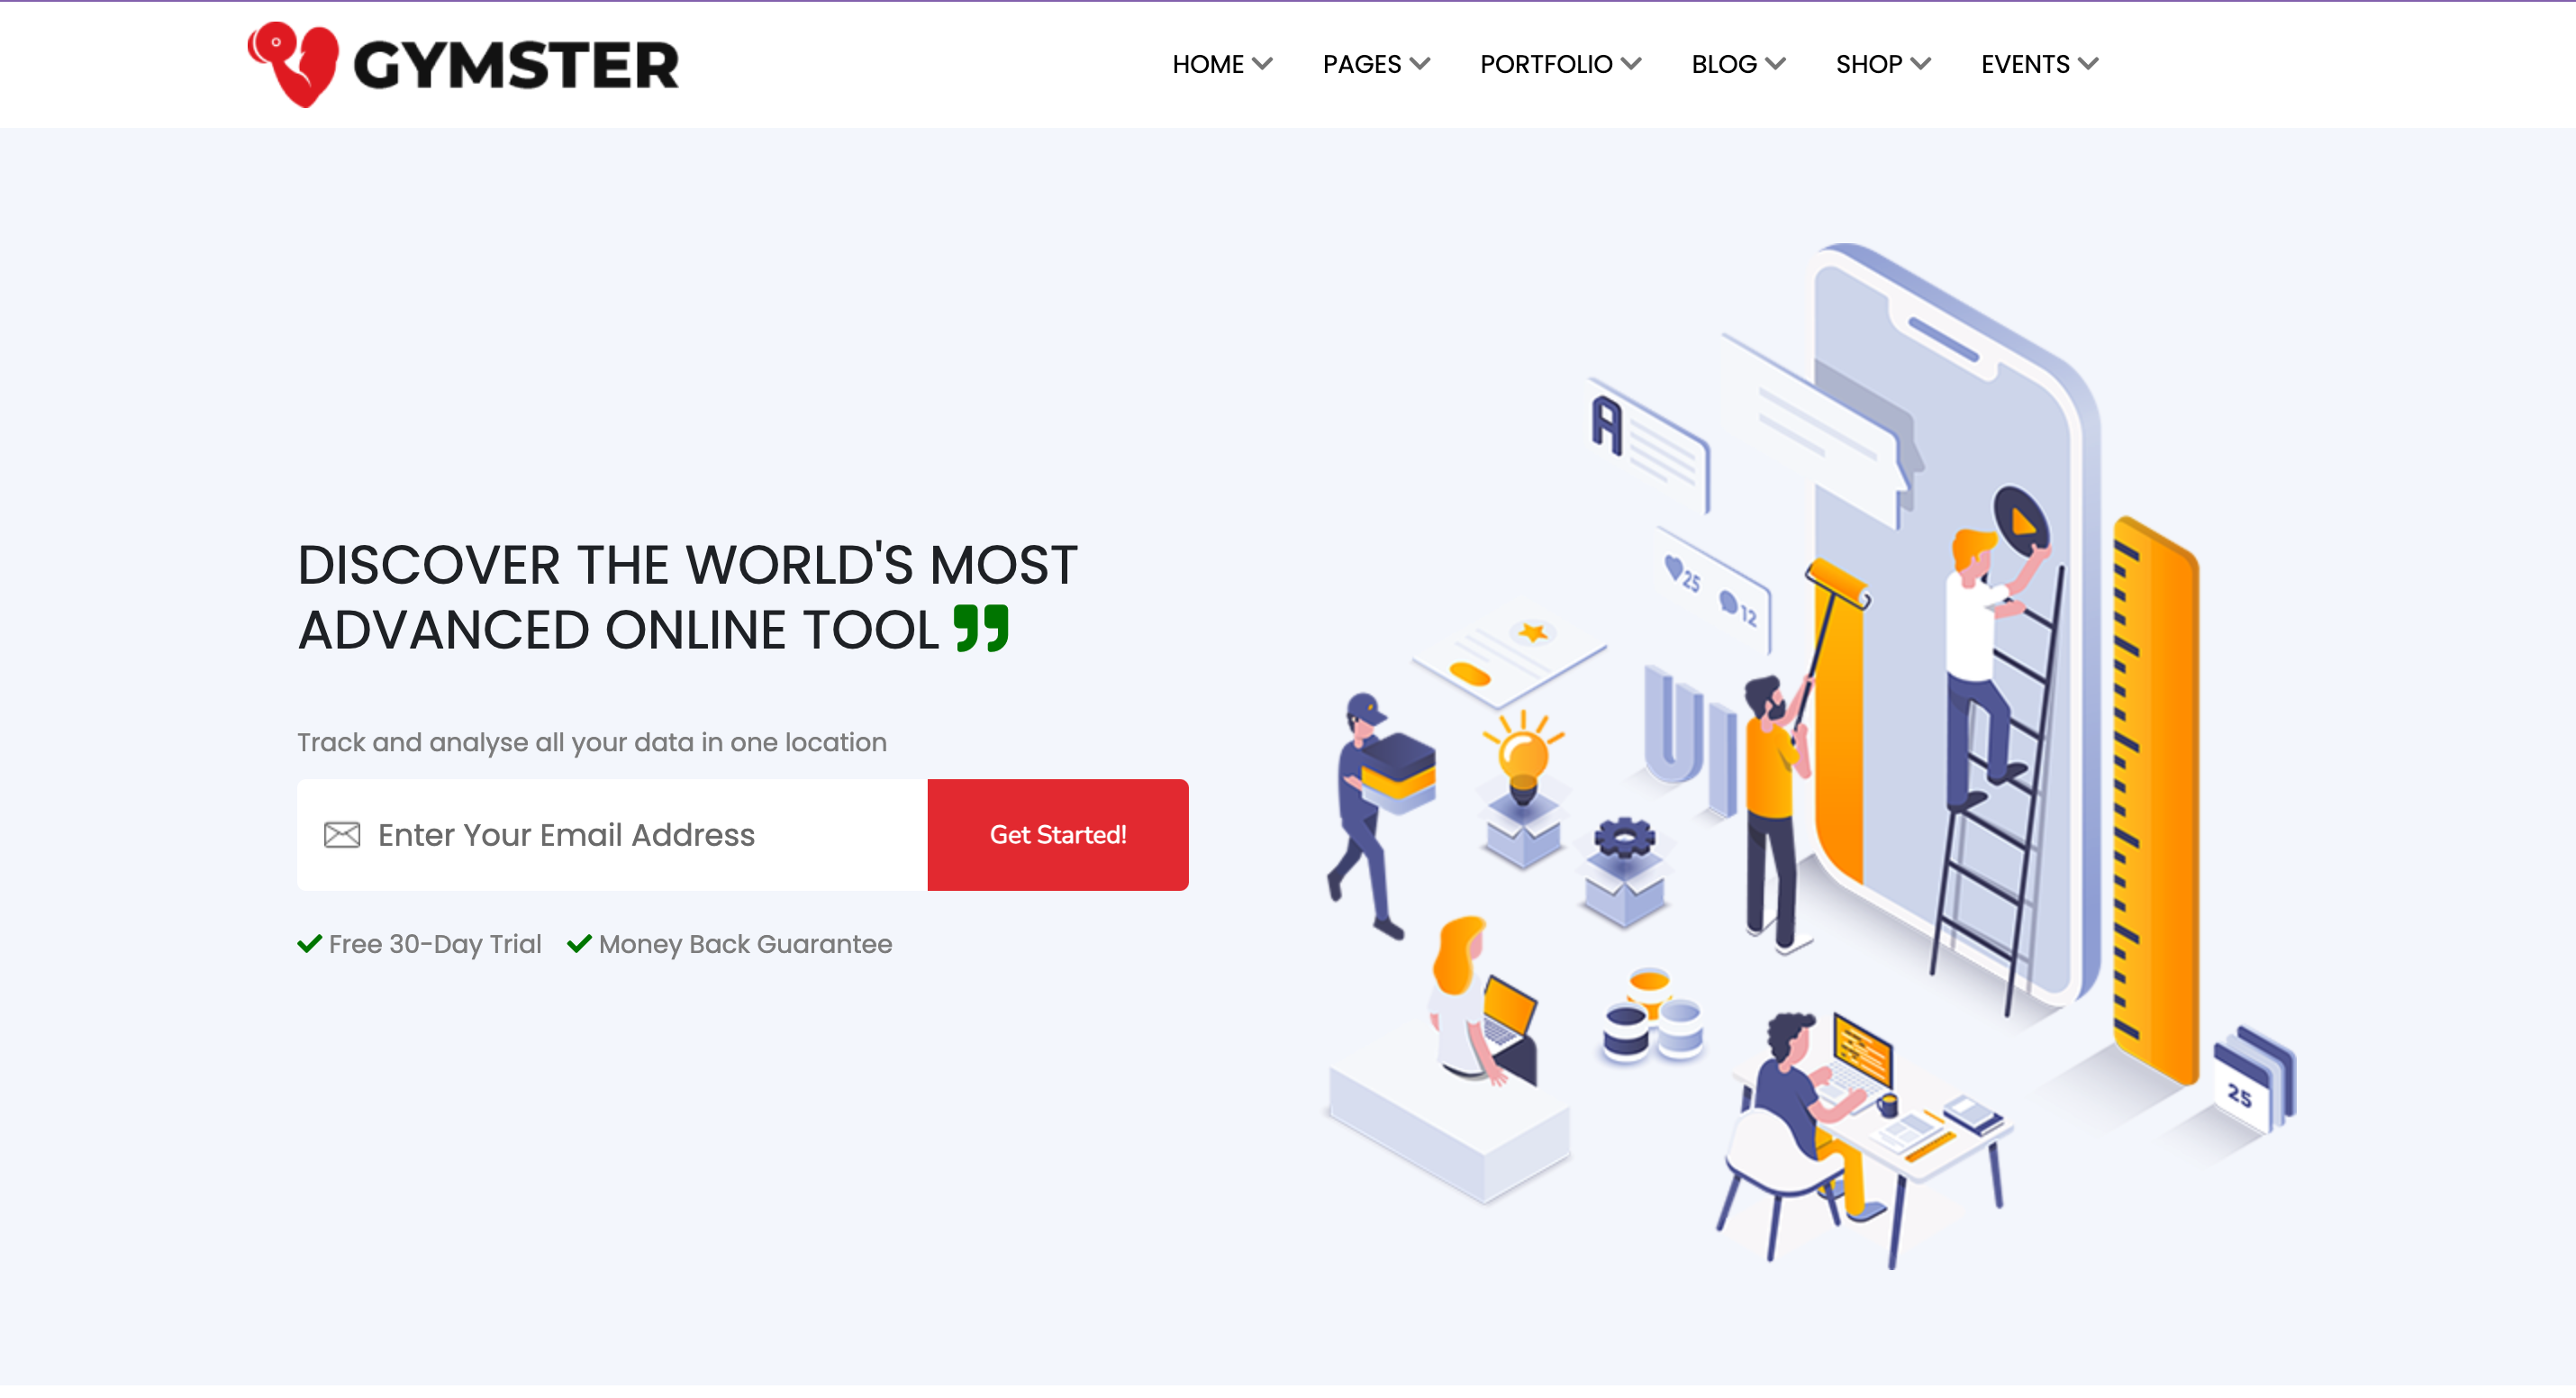 GYMSTER
HOME PAGES PORTFOLIO BLOG SHOP EVENTS
DISCOVER THE WORLD'S MOST
ADVANCED ONLINE TOOL ”
Track and analyse all your data in one location
Enter Your Email Address
Get Started!
Free 30-Day Trial Money Back Guarantee
A
25 12
UI
25